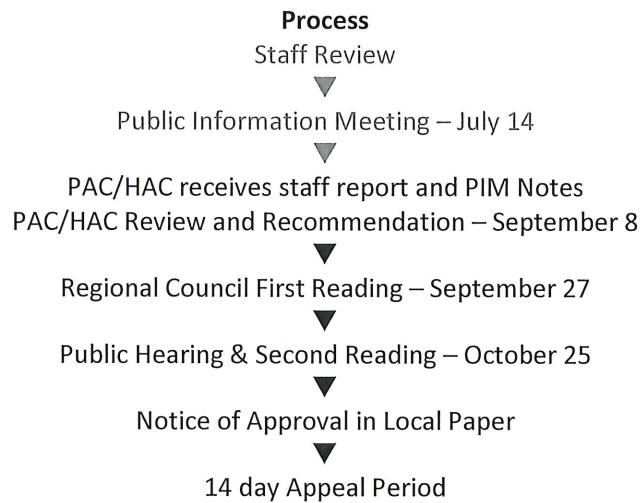 Process
Staff Review
Public Information Meeting – July 14
PAC/HAC receives staff report and PIM Notes
PAC/HAC Review and Recommendation – September 8
Regional Council First Reading – September 27
Public Hearing & Second Reading – October 25
Notice of Approval in Local Paper
14 day Appeal Period